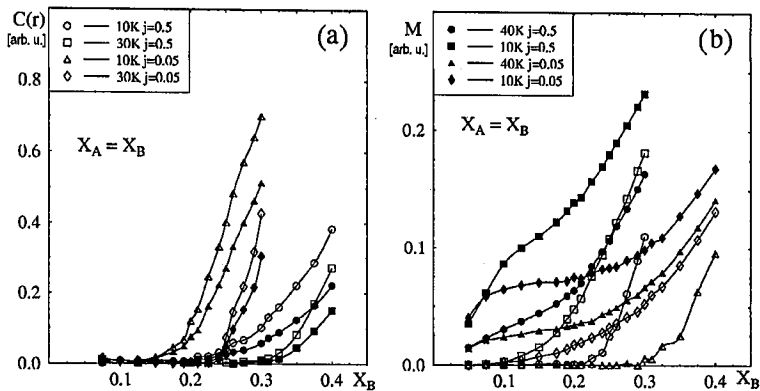 C(r)
[arb. u.]
10K j=0.5
30K j=0.5
10K j=0.05
30K j=0.05
(a)
X_A = X_B
0.8
0.6
0.4
0.2
0.0
0.1
0.2
0.3
X_B
0.4
M
[arb. u.]
40K j=0.5
10K j=0.5
40K j=0.05
10K j=0.05
(b)
X_A = X_B
0.2
0.1
0.0
0.1
0.2
0.3
X_B
0.4